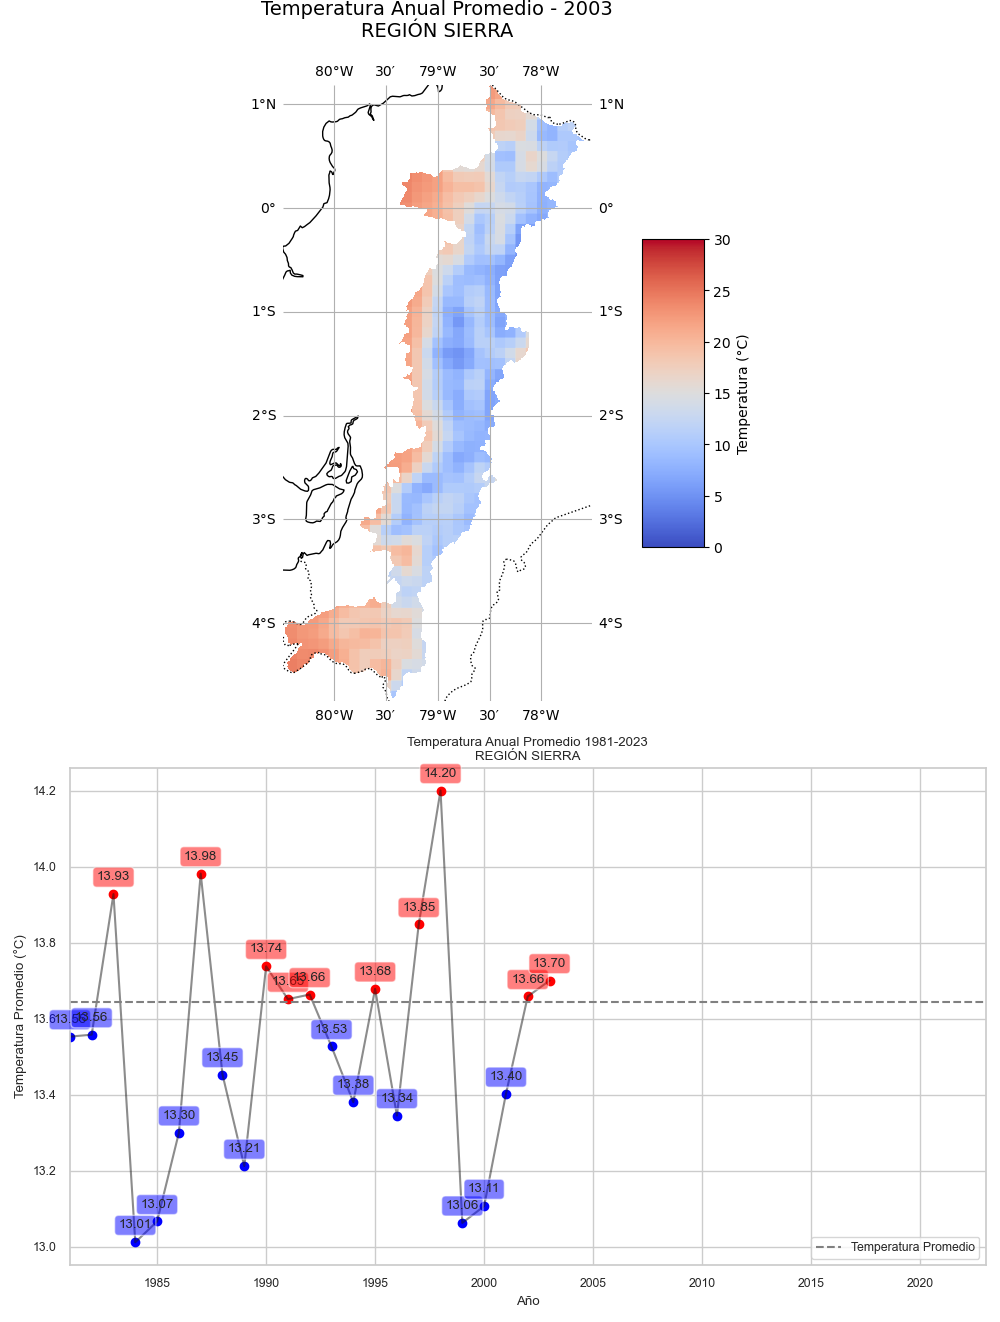 Temperatura Anual Promedio - 2003
REGIÓN SIERRA
80°W 30′ 79°W 30′ 78°W
1°N 1°N
0° 0°
1°S 1°S
2°S 2°S
3°S 3°S
4°S 4°S
80°W 30′ 79°W 30′ 78°W
30
25
20
15
10
5
0
Temperatura (°C)
Temperatura Anual Promedio 1981-2023
REGIÓN SIERRA
14.2
14.0
13.8
13.6
13.4
13.2
13.0
Temperatura Promedio (°C)
13.56
13.93
13.01
13.07
13.30
13.98
13.45
13.21
13.74
13.65
13.66
13.53
13.38
13.68
13.34
13.85
14.20
13.06
13.11
13.40
13.66
13.70
Temperatura Promedio
1985 1990 1995 2000 2005 2010 2015 2020
Año